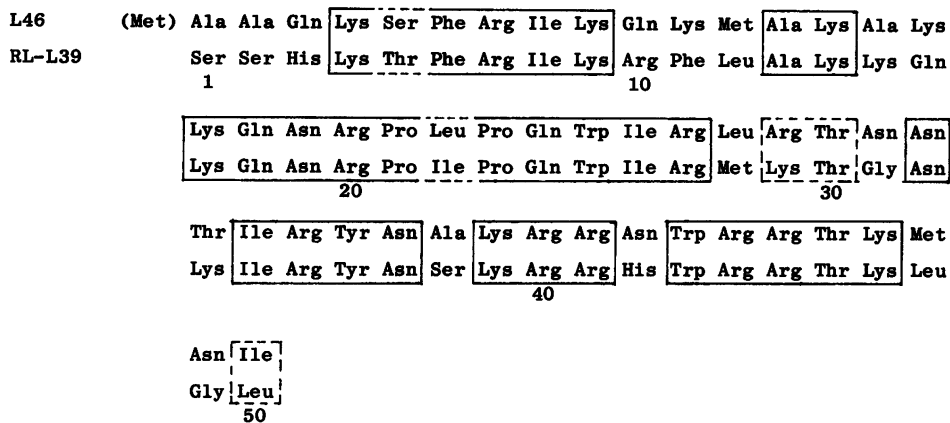 L46 (Met) Ala Ala Gln Lys Ser Phe Arg Ile Lys Gln Lys Met Ala Lys Ala Lys
RL-L39 Ser Ser His Lys Thr Phe Arg Ile Lys Arg Phe Leu Ala Lys Lys Gln
1 10
Lys Gln Asn Arg Pro Leu Pro Gln Trp Ile Arg Leu Arg Thr Asn Asn
Lys Gln Asn Arg Pro Ile Pro Gln Trp Ile Arg Met Lys Thr Gly Asn
20 30
Thr Ile Arg Tyr Asn Ala Lys Arg Arg Asn Trp Arg Arg Thr Lys Met
Lys Ile Arg Tyr Asn Ser Lys Arg Arg His Trp Arg Arg Thr Lys Leu
40
Asn Ile
Gly Leu
50